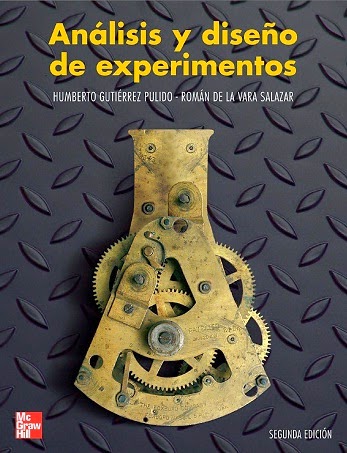 Análisis y diseño
de experimentos
HUMBERTO GUTIÉRREZ PULIDO - ROMÁN DE LA VARA SALAZAR
Mc
Graw
Hill
SEGUNDA EDICIÓN